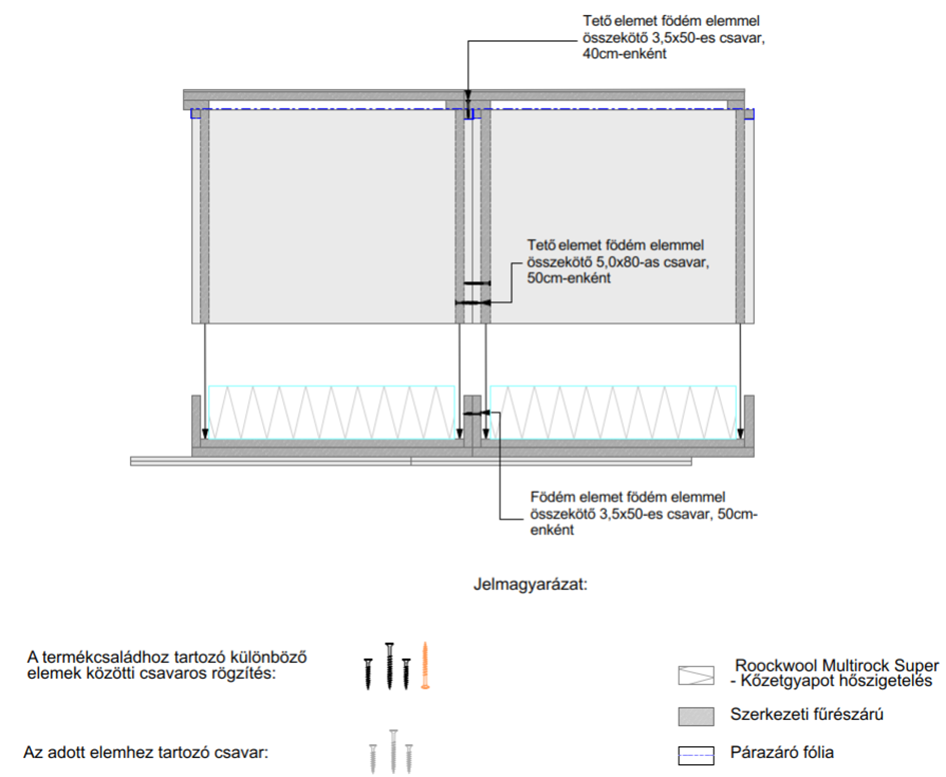 Tető elemet födém elemmel
összekötő 3,5x50-es csavar,
40cm-enként
Tető elemet födém elemmel
összekötő 5,0x80-as csavar,
50cm-enként
Födém elemet födém elemmel
összekötő 3,5x50-es csavar, 50cm-
enként
Jelmagyarázat:
A termékcsaládhoz tartozó különböző
elemek közötti csavaros rögzítés:
Az adott elemhez tartozó csavar:
Roockwool Multirock Super
- Kőzetgyapot hőszigetelés
Szerkezeti fűrészárú
Párazáró fólia